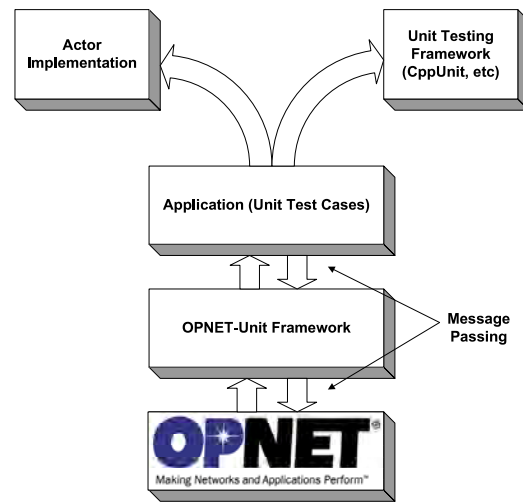 Actor
Implementation
Unit Testing
Framework
(CppUnit, etc)
Application (Unit Test Cases)
OPNET-Unit Framework
Message
Passing
OPNET®
Making Networks and Applications Perform™